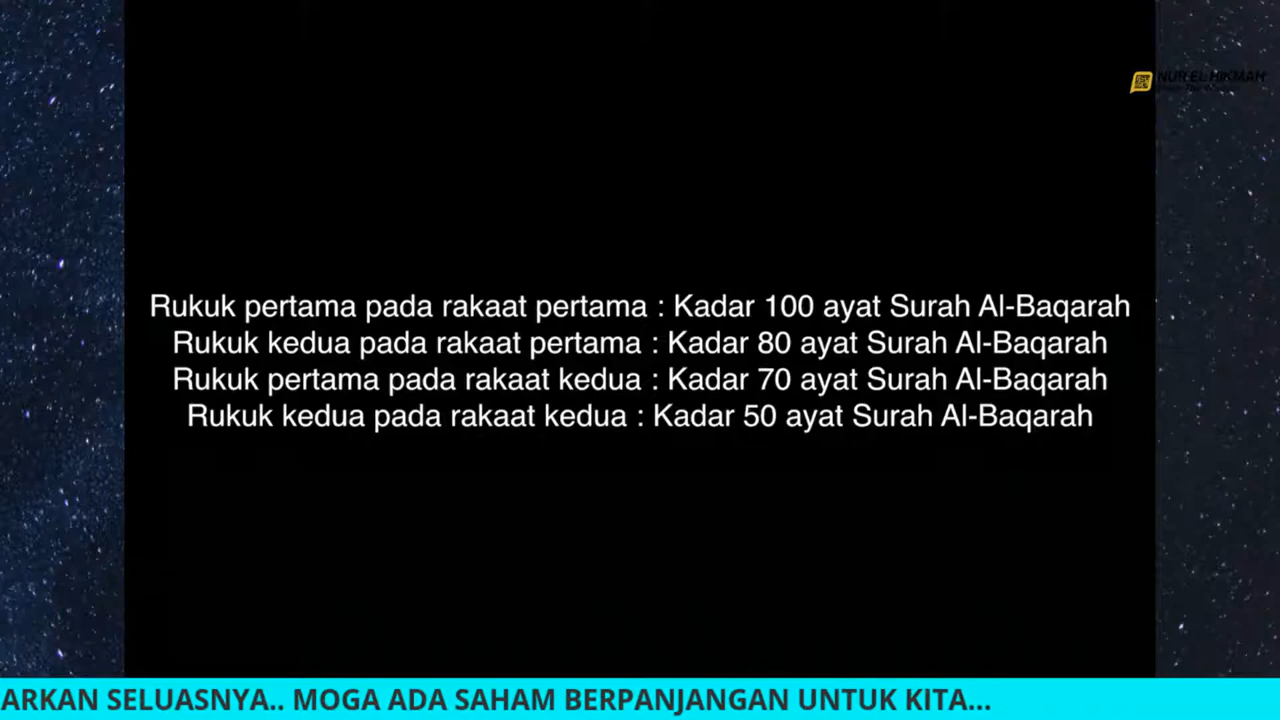 NUR EL HIKMAH
Rukuk pertama pada rakaat pertama : Kadar 100 ayat Surah Al-Baqarah
Rukuk kedua pada rakaat pertama : Kadar 80 ayat Surah Al-Baqarah
Rukuk pertama pada rakaat kedua : Kadar 70 ayat Surah Al-Baqarah
Rukuk kedua pada rakaat kedua : Kadar 50 ayat Surah Al-Baqarah
ARKAN SELUASNYA.. MOGA ADA SAHAM BERPANJANGAN UNTUK KITA...